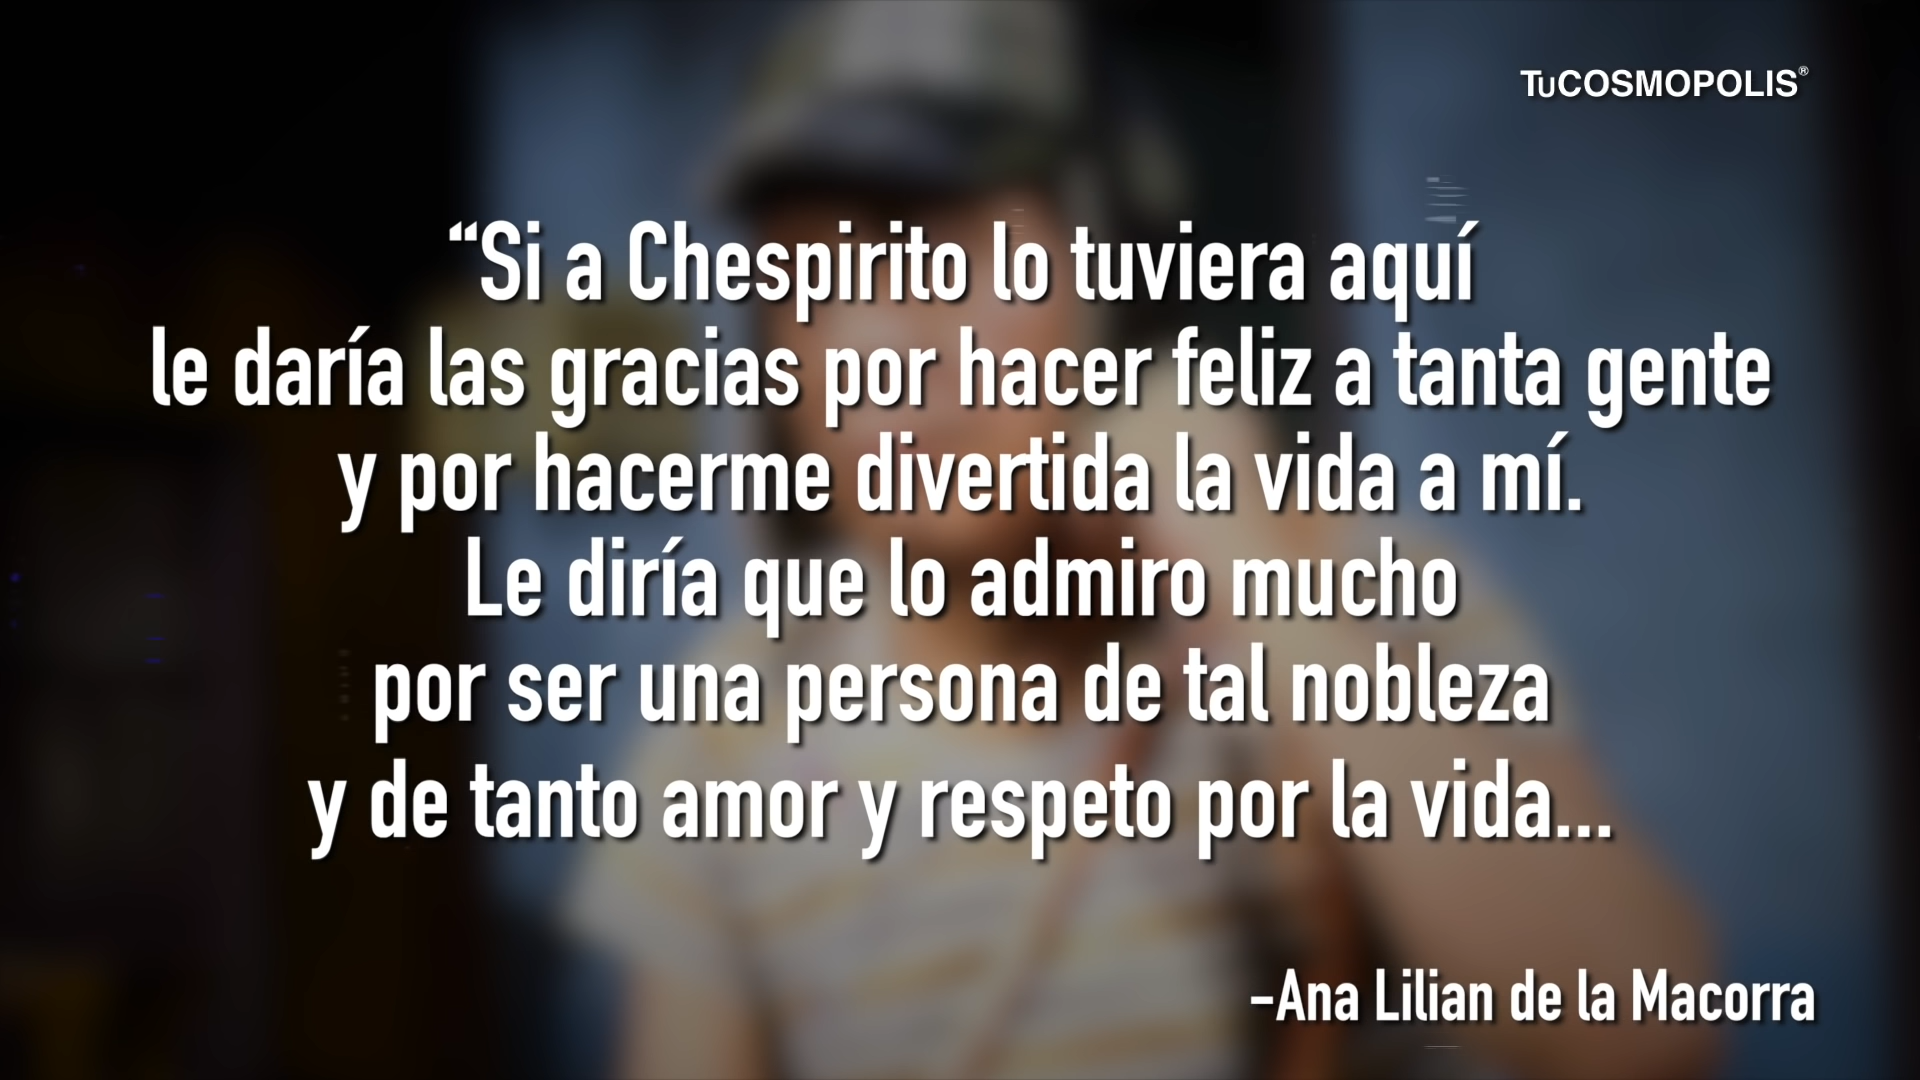 TuCOSMOPOLIS®
“Si a Chespirito lo tuviera aquí
le daría las gracias por hacer feliz a tanta gente
y por hacerme divertida la vida a mí.
Le diría que lo admiro mucho
por ser una persona de tal nobleza
y de tanto amor y respeto por la vida...
-Ana Lilian de la Macorra